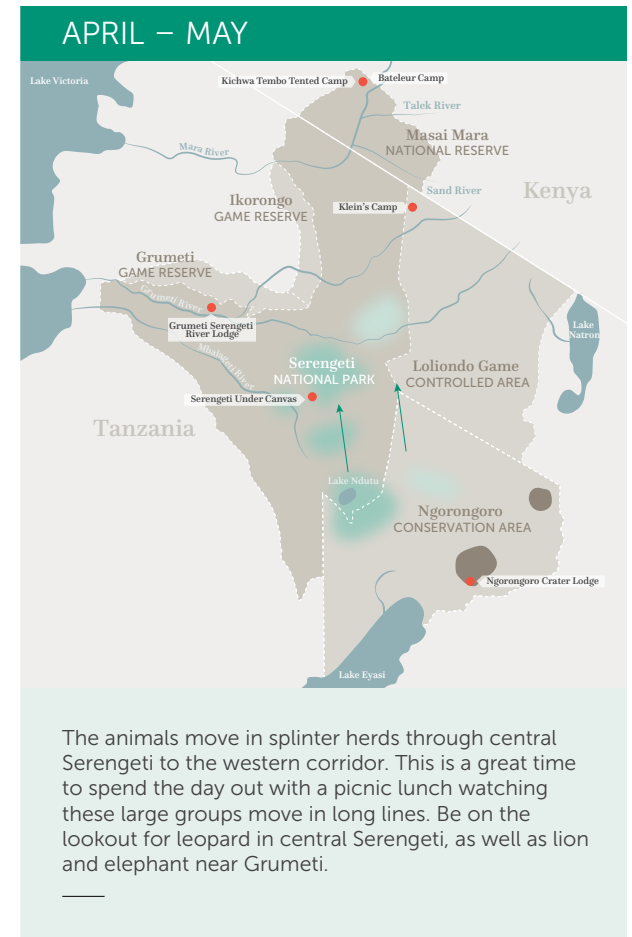 APRIL – MAY
Lake Victoria
Kichwa Tembo Tented Camp
Bateleur Camp
Talek River
Masai Mara
NATIONAL RESERVE
Mara River
Sand River
Kenya
Ikorongo
GAME RESERVE
Klein's Camp
Grumeti
GAME RESERVE
Grumeti River
Grumeti Serengeti
River Lodge
Lake
Natron
Mbalageti River
Serengeti
NATIONAL PARK
Loliondo Game
CONTROLLED AREA
Serengeti Under Canvas
Tanzania
Lake Ndutu
Ngorongoro
CONSERVATION AREA
Ngorongoro Crater Lodge
Lake Eyasi
The animals move in splinter herds through central
Serengeti to the western corridor. This is a great time
to spend the day out with a picnic lunch watching
these large groups move in long lines. Be on the
lookout for leopard in central Serengeti, as well as lion
and elephant near Grumeti.